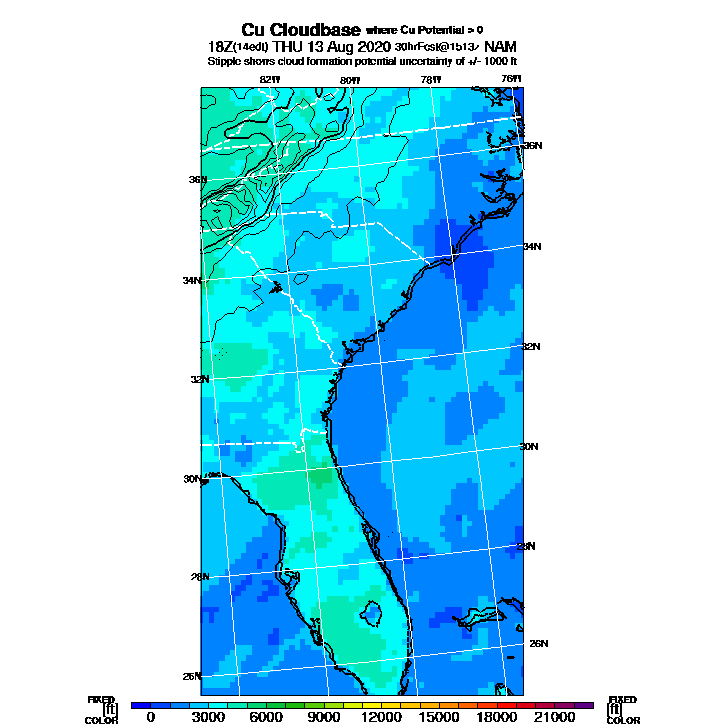 Cu Cloudbase where Cu Potential > 0
18Z(14edt) THU 13 Aug 2020 NAM
Stipple shows cloud formation potential uncertainty of +/- 1000 ft
82W 80W 78W 76W
36N
36N
34N
34N
32N
32N
30N
30N
28N
28N
26N
26N
FIXED FIXED
[ft] [ft]
COLOR 0 3000 6000 9000 12000 15000 18000 21000 COLOR